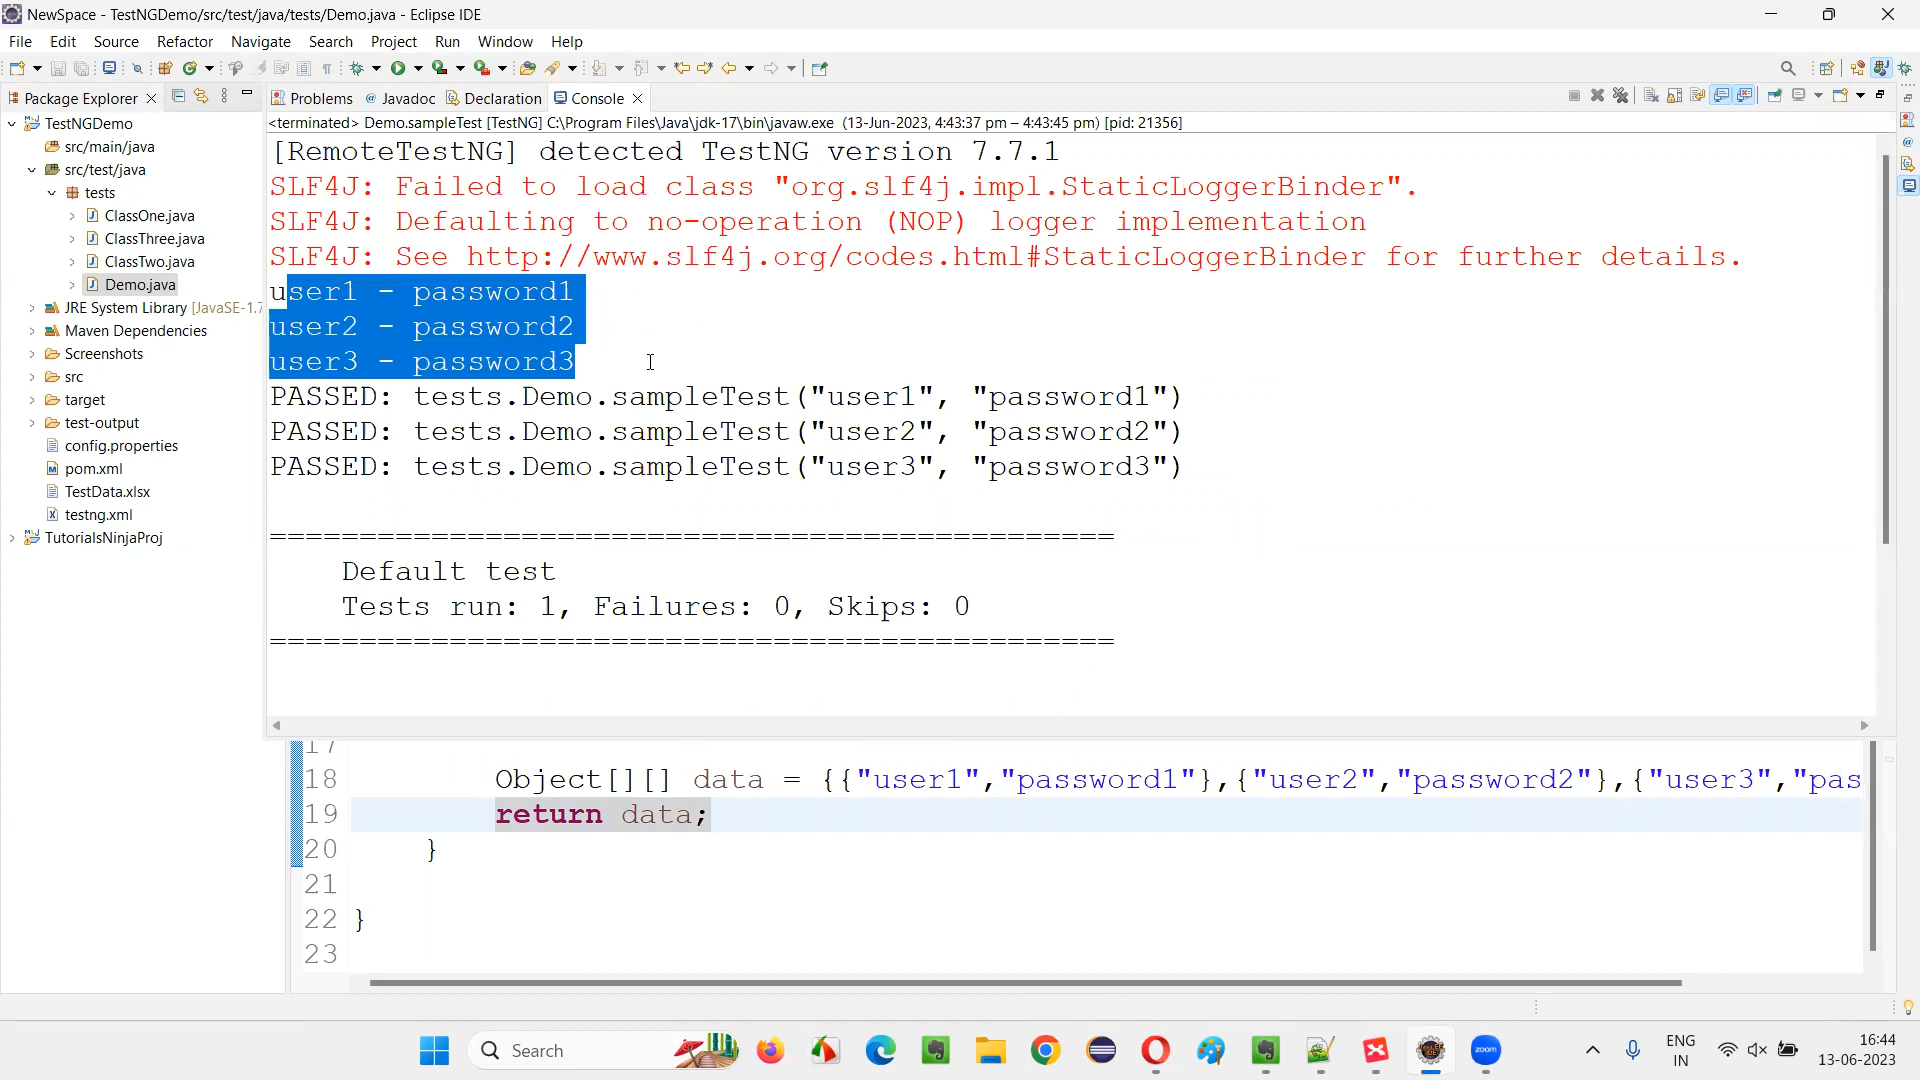 NewSpace - TestNGDemo/src/test/java/tests/Demo.java - Eclipse IDE
File Edit Source Refactor Navigate Search Project Run Window Help
Package Explorer
Problems Javadoc Declaration Console
<terminated> Demo.sampleTest [TestNG] C:\Program Files\Java\jdk-17\bin\javaw.exe (13-Jun-2023, 4:43:37 pm – 4:43:45 pm) [pid: 21356]
TestNGDemo
src/main/java
src/test/java
tests
ClassOne.java
ClassThree.java
ClassTwo.java
Demo.java
JRE System Library [JavaSE-1.7
Maven Dependencies
Screenshots
src
target
test-output
config.properties
pom.xml
TestData.xlsx
testng.xml
TutorialsNinjaProj
[RemoteTestNG] detected TestNG version 7.7.1
SLF4J: Failed to load class "org.slf4j.impl.StaticLoggerBinder".
SLF4J: Defaulting to no-operation (NOP) logger implementation
SLF4J: See http://www.slf4j.org/codes.html#StaticLoggerBinder for further details.
user1 - password1
user2 - password2
user3 - password3
PASSED: tests.Demo.sampleTest("user1", "password1")
PASSED: tests.Demo.sampleTest("user2", "password2")
PASSED: tests.Demo.sampleTest("user3", "password3")
===============================================
Default test
Tests run: 1, Failures: 0, Skips: 0
===============================================
17
18 Object[][] data = {{"user1","password1"},{"user2","password2"},{"user3","pas
19 return data;
20 }
21
22 }
23
Search
zoom
ENG
IN
16:44
13-06-2023